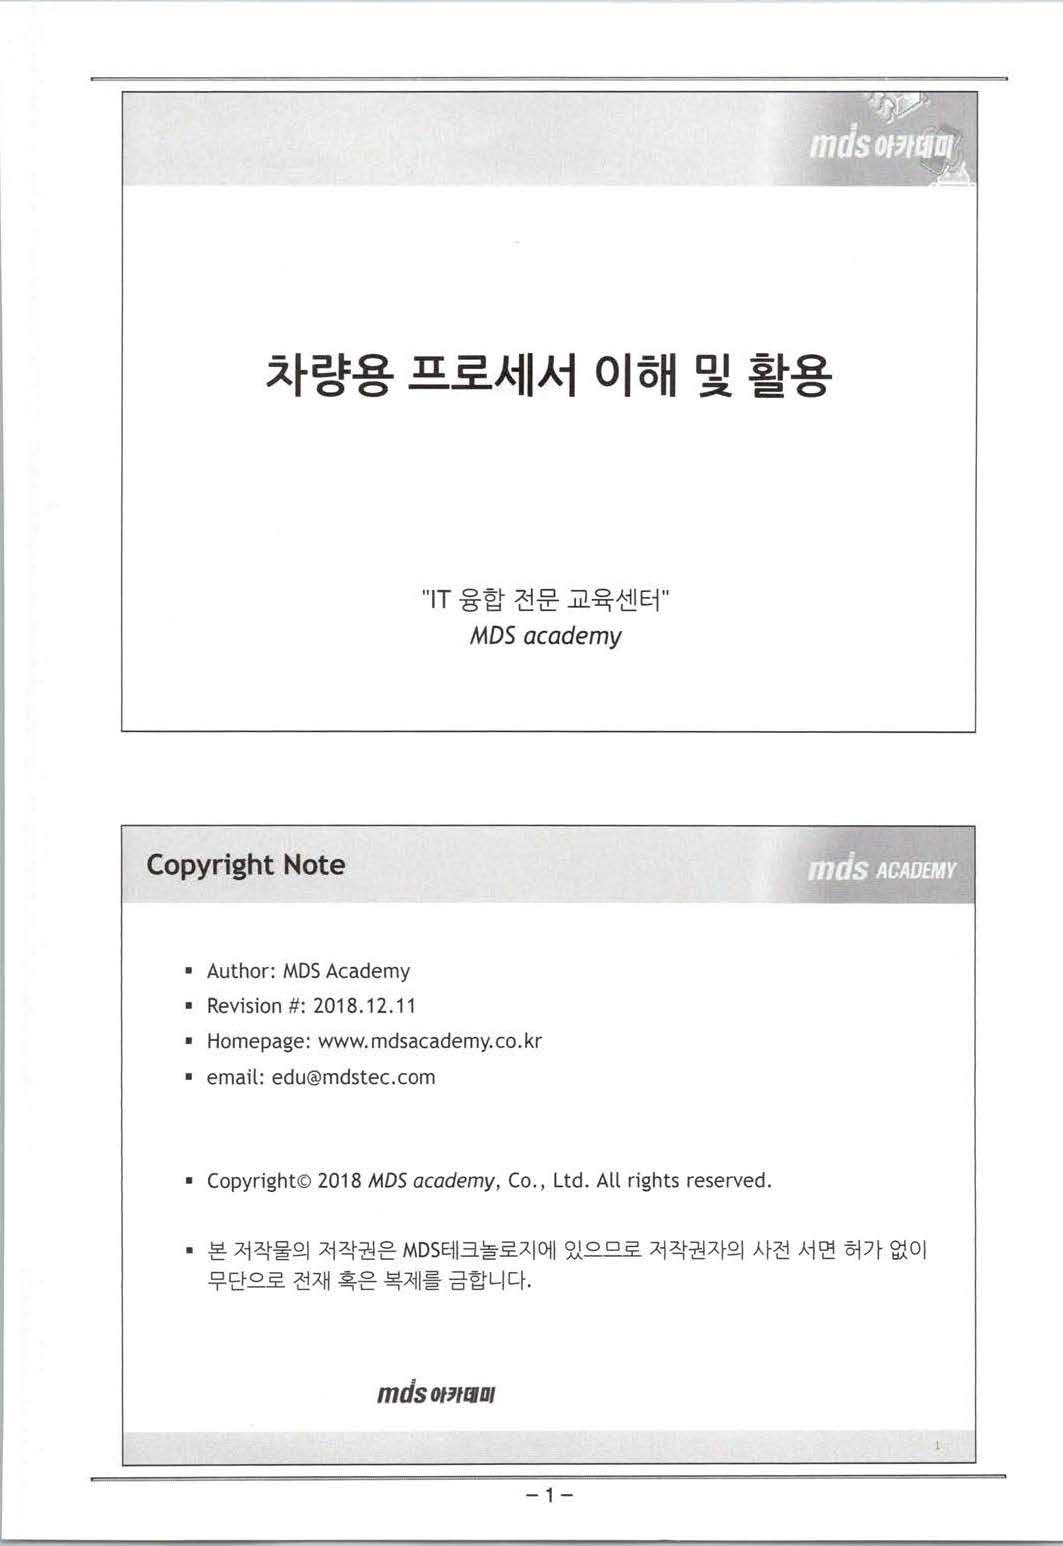 mds 아카데미
차량용 프로세서 이해 및 활용
"IT 융합 전문 교육센터"
MDS academy
Copyright Note
mds ACADEMY
▪ Author: MDS Academy
▪ Revision #: 2018.12.11
▪ Homepage: www.mdsacademy.co.kr
▪ email: edu@mdstec.com
▪ Copyright© 2018 MDS academy, Co., Ltd. All rights reserved.
▪ 본 저작물의 저작권은 MDS테크놀로지에 있으므로 저작권자의 사전 서면 허가 없이
무단으로 전재 혹은 복제를 금합니다.
mds 아카데미
1
- 1 -